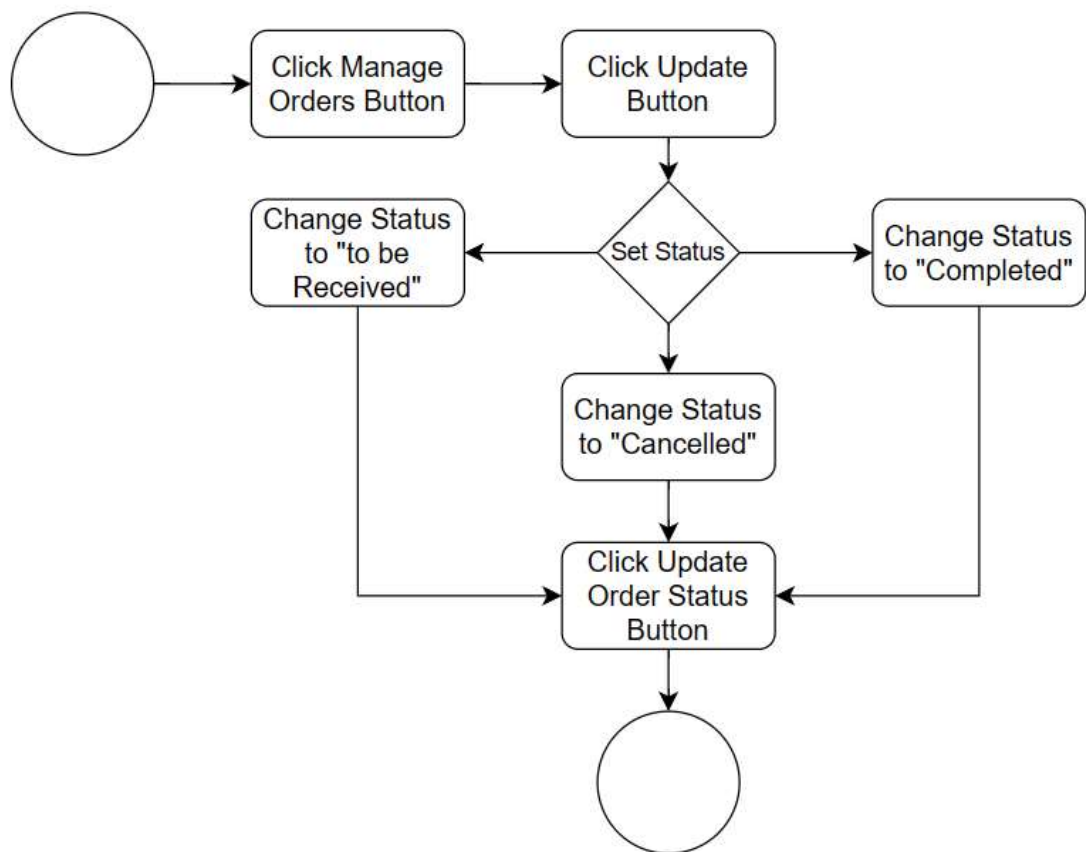 Click Manage
Orders Button
Click Update
Button
Change Status
to "to be
Received"
Set Status
Change Status
to "Completed"
Change Status
to "Cancelled"
Click Update
Order Status
Button